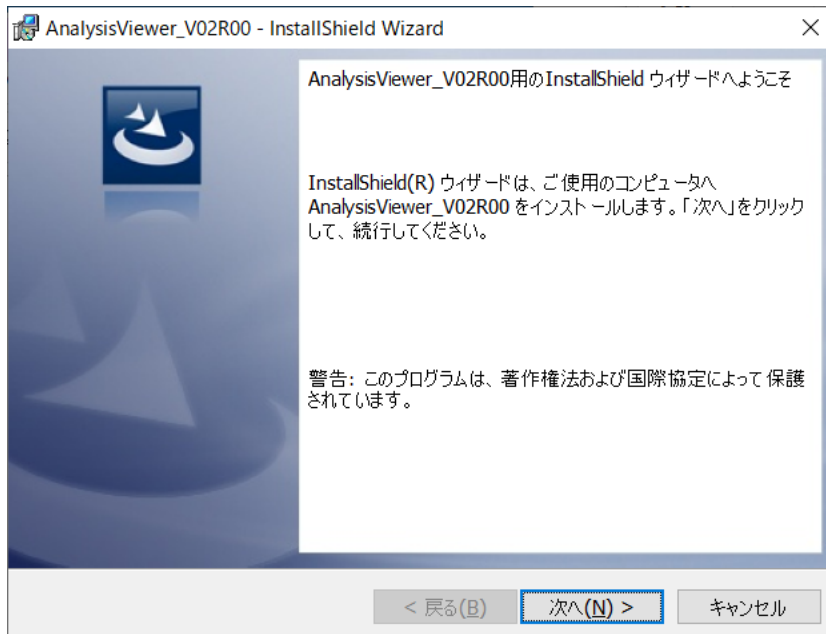 AnalysisViewer_V02R00 - InstallShield Wizard
AnalysisViewer_V02R00用のInstallShield ウィザードへようこそ
InstallShield(R) ウィザードは、ご使用のコンピュータへ
AnalysisViewer_V02R00 をインストールします。「次へ」をクリック
して、続行してください。
警告: このプログラムは、著作権法および国際協定によって保護
されています。
< 戻る(B)
次へ(N) >
キャンセル